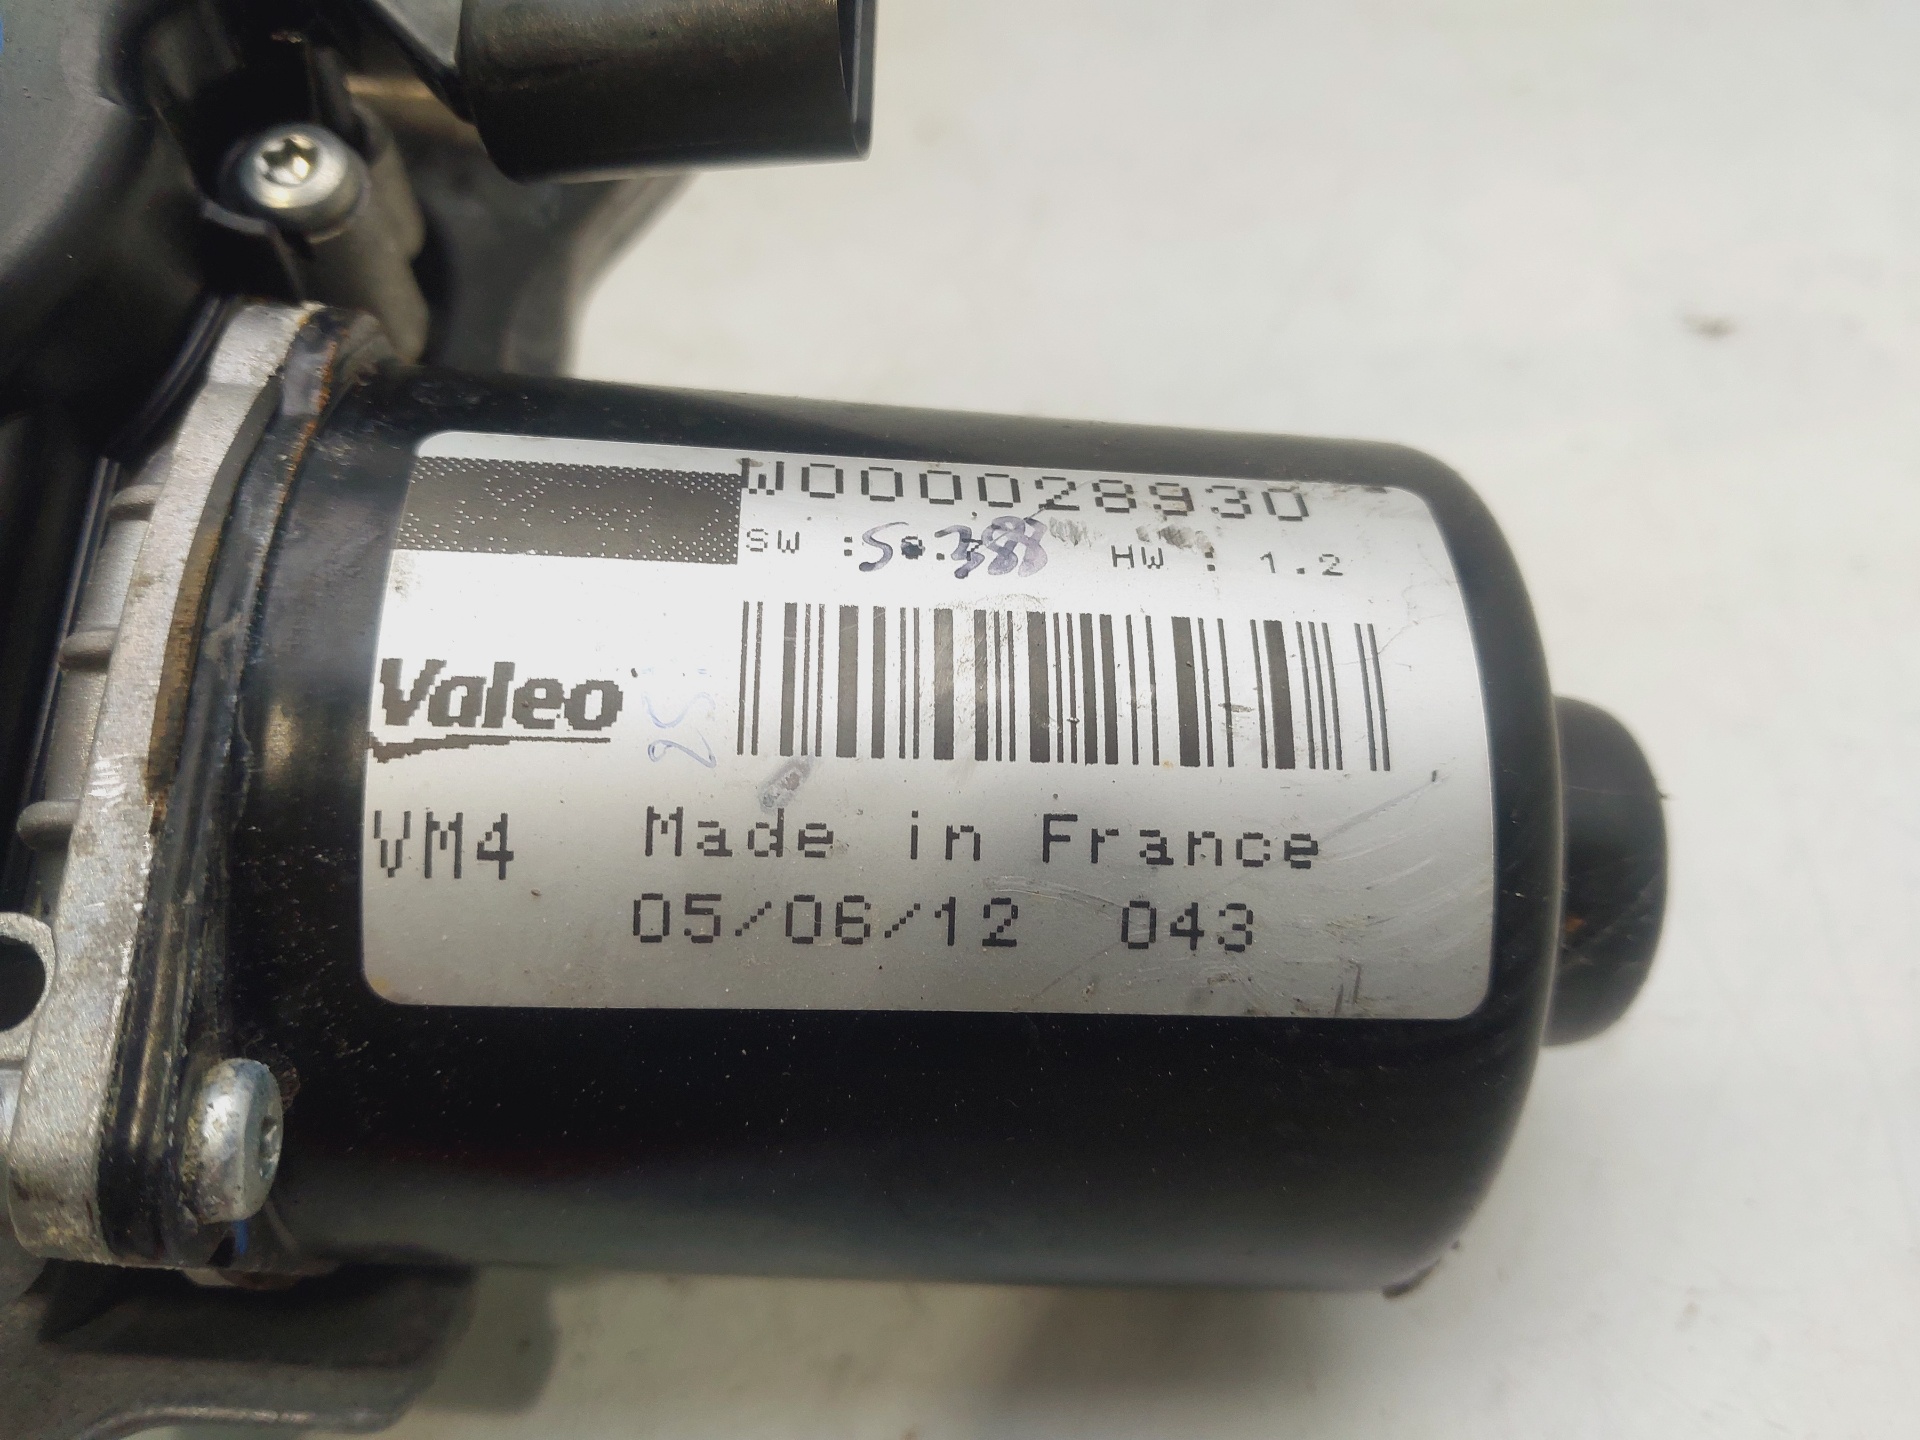 W000028930
SW : HW : 1.2
Valeo
VM4 Made in France
05/06/12 043